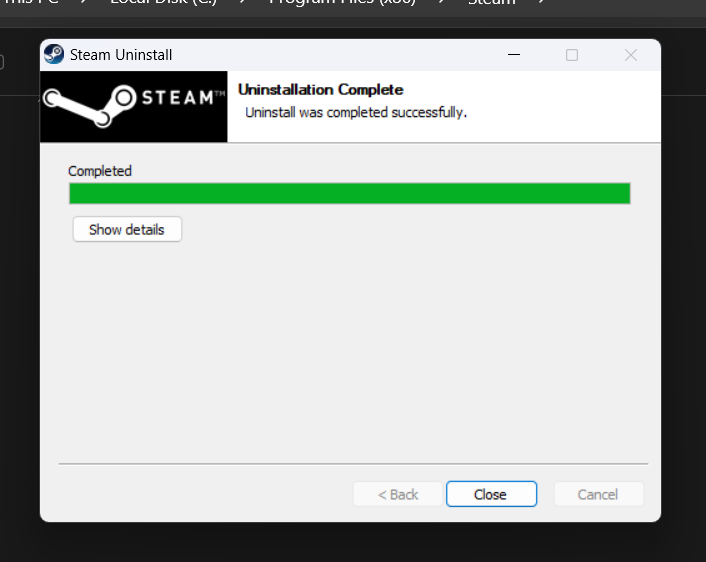 This PC > Local Disk (C:) > Program Files (x86) > Steam >
Steam Uninstall
STEAM™
Uninstallation Complete
Uninstall was completed successfully.
Completed
Show details
< Back
Close
Cancel